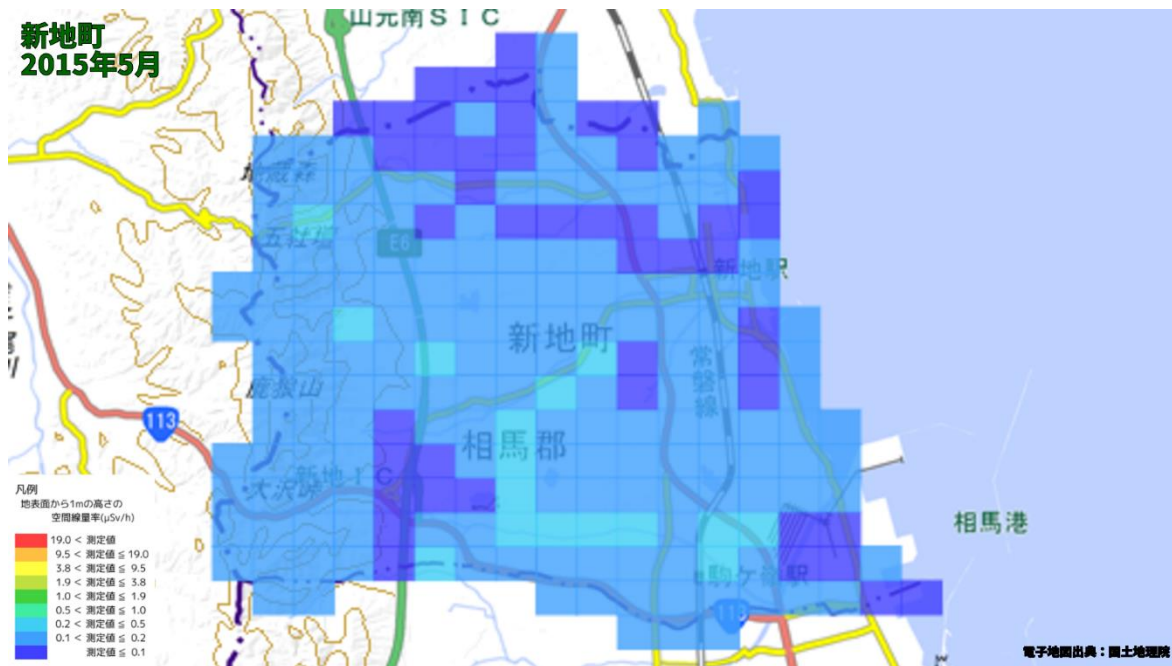 新地町
2015年5月
山元南ＳＩＣ
地蔵森
五社壇
E6
新地駅
新地町
常磐線
鹿狼山
113
相馬郡
新地ＩＣ
大沢峠
相馬港
駒ケ嶺駅
113
凡例
地表面から1mの高さの
空間線量率(μSv/h)
19.0 < 測定値
9.5 < 測定値 ≦ 19.0
3.8 < 測定値 ≦ 9.5
1.9 < 測定値 ≦ 3.8
1.0 < 測定値 ≦ 1.9
0.5 < 測定値 ≦ 1.0
0.2 < 測定値 ≦ 0.5
0.1 < 測定値 ≦ 0.2
測定値 ≦ 0.1
電子地図出典：国土地理院